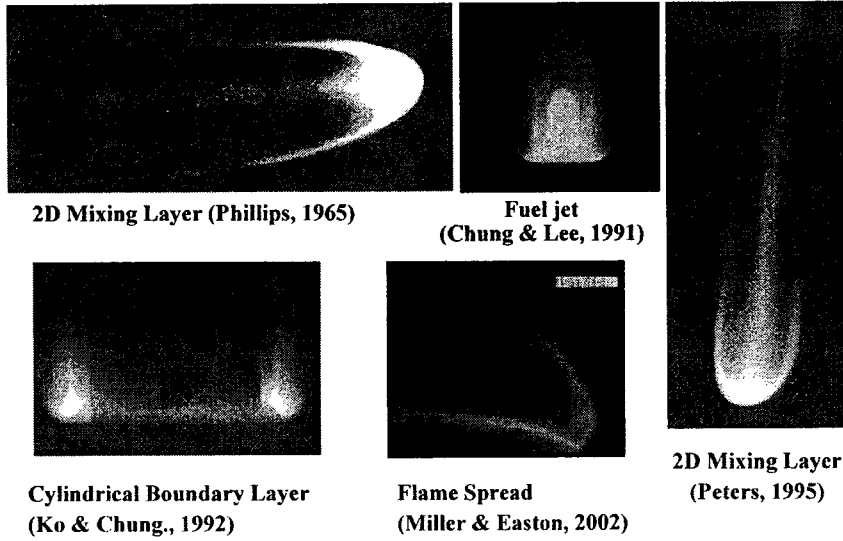 2D Mixing Layer (Phillips, 1965)
Fuel jet
(Chung & Lee, 1991)
Cylindrical Boundary Layer
(Ko & Chung., 1992)
Flame Spread
(Miller & Easton, 2002)
2D Mixing Layer
(Peters, 1995)